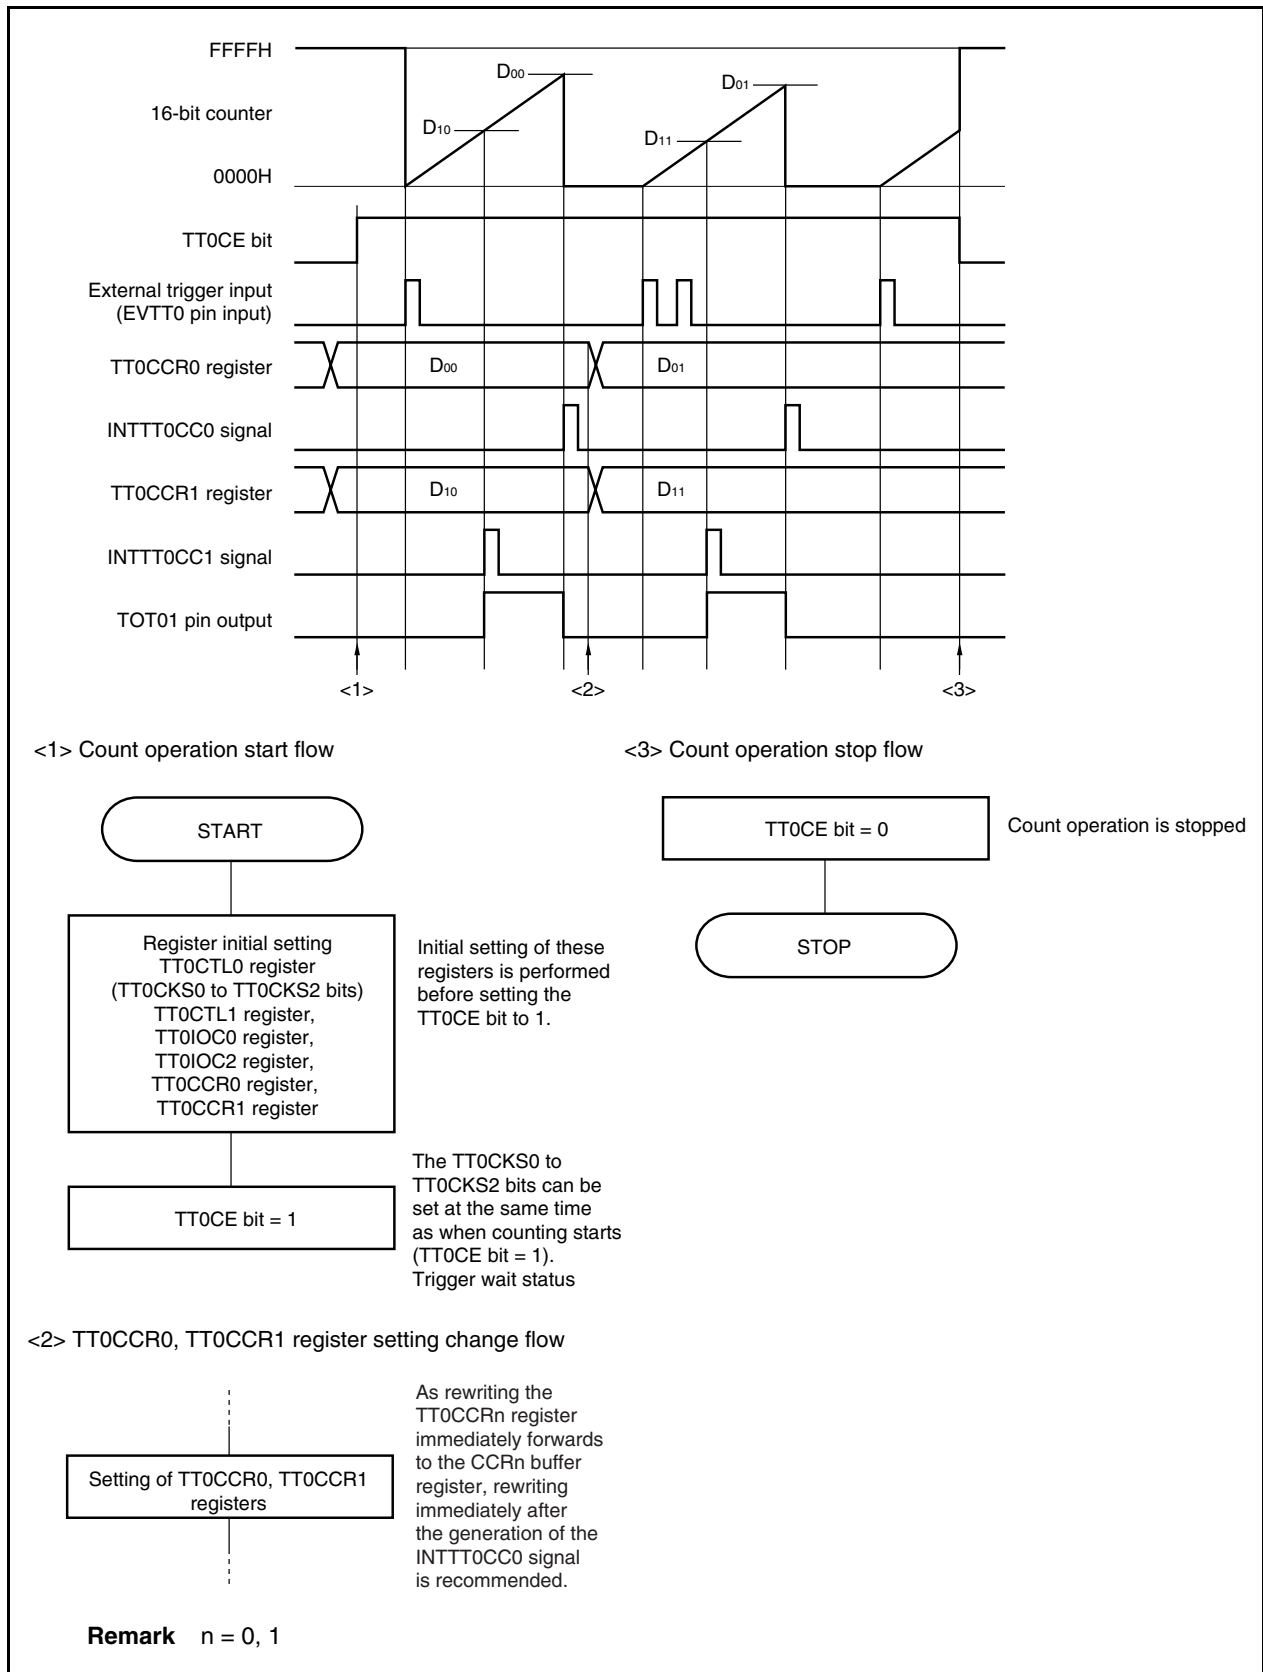 FFFFH
D00
D01
16-bit counter
D10
D11
0000H
TT0CE bit
External trigger input
(EVTT0 pin input)
TT0CCR0 register
D00
D01
INTTT0CC0 signal
TT0CCR1 register
D10
D11
INTTT0CC1 signal
TOT01 pin output
<1>
<2>
<3>
<1> Count operation start flow
START
Register initial setting
TT0CTL0 register
(TT0CKS0 to TT0CKS2 bits)
TT0CTL1 register,
TT0IOC0 register,
TT0IOC2 register,
TT0CCR0 register,
TT0CCR1 register
Initial setting of these
registers is performed
before setting the
TT0CE bit to 1.
TT0CE bit = 1
The TT0CKS0 to
TT0CKS2 bits can be
set at the same time
as when counting starts
(TT0CE bit = 1).
Trigger wait status
<3> Count operation stop flow
TT0CE bit = 0
Count operation is stopped
STOP
<2> TT0CCR0, TT0CCR1 register setting change flow
Setting of TT0CCR0, TT0CCR1
registers
As rewriting the
TT0CCRn register
immediately forwards
to the CCRn buffer
register, rewriting
immediately after
the generation of the
INTTT0CC0 signal
is recommended.
Remark n = 0, 1